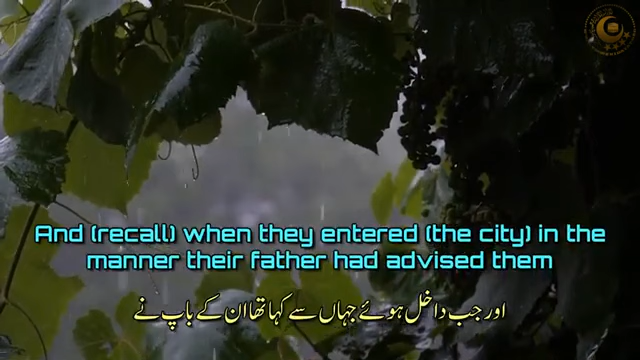 And (recall) when they entered (the city) in the
manner their father had advised them
اور جب داخل ہوئے جہاں سے کہا تھا ان کے باپ نے